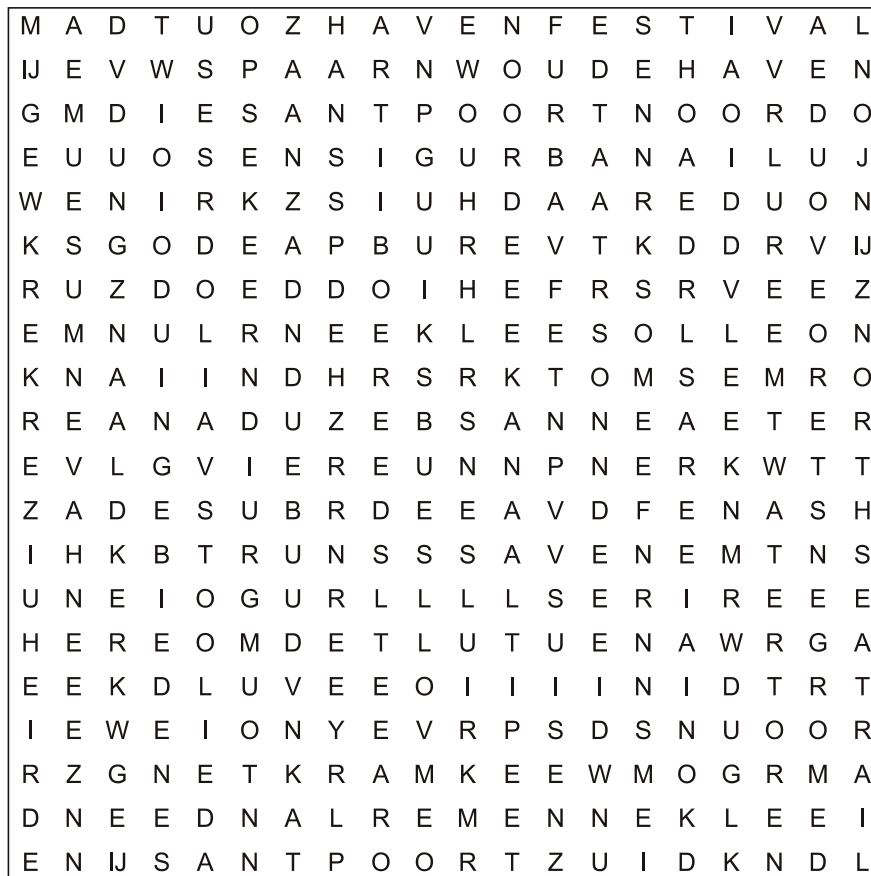 M A D T U O Z H A V E N F E S T I V A L
IJ E V W S P A A R N W O U D E H A V E N
G M D I E S A N T P O O R T N O O R D O
E U U O S E N S I G U R B A N A I L U J
W E N I R K Z S I U H D A A R E D U O N
K S G O D E A P B U R E V T K D D R V IJ
R U Z D O E D D O I H E F R S R V E E Z
E M N U L R N E E K L E E S O L L E O N
K N A I I N D H R S R K T O M S E M R O
R E A N A D U Z E B S A N N E A E T E R
E V L G V I E R E U N N P N E R K W T T
Z A D E S U B R D E E A V D F E N A S H
I H K B T R U N S S S A V E N E M T N S
U N E I O G U R L L L L S E R I R E E E
H E R E O M D E T L U T U E N A W R G A
E E K D L U V E E O I I I I N I D T R T
I E W E I O N Y E V R P S D S N U O O R
R Z G N E T K R A M K E E W M O G R M A
D N E E D N A L R E M E N N E K L E E I
E N IJ S A N T P O O R T Z U I D K N D L